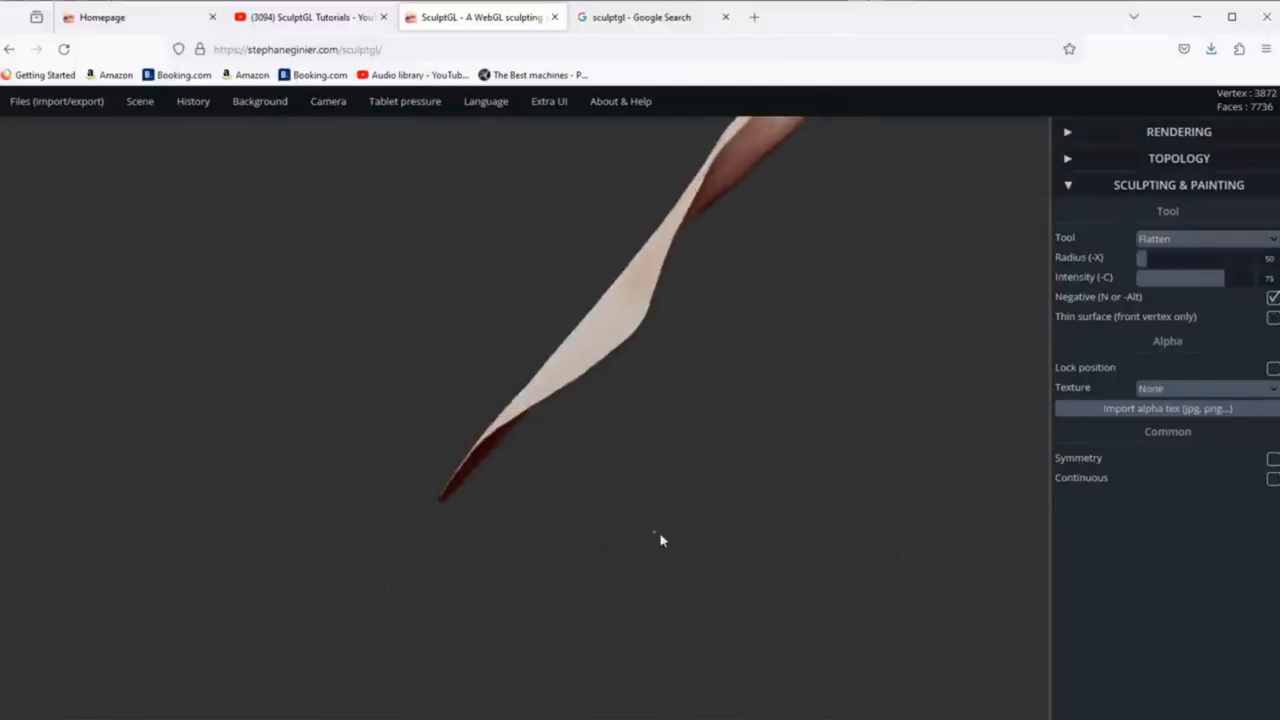 Homepage
(3094) SculptGL Tutorials - You
SculptGL - A WebGL sculpting
sculptgl - Google Search
https://stephaneginier.com/sculptgl/
Getting Started
Amazon
Booking.com
Amazon
Booking.com
Audio library - YouTub...
The Best machines - P...
Files (import/export)
Scene
History
Background
Camera
Tablet pressure
Language
Extra UI
About & Help
Vertex : 3872
Faces : 7736
RENDERING
TOPOLOGY
SCULPTING & PAINTING
Tool
Tool
Flatten
Radius (-X)
50
Intensity (-C)
75
Negative (N or -Alt)
Thin surface (front vertex only)
Alpha
Lock position
Texture
None
Import alpha tex (jpg, png...)
Common
Symmetry
Continuous